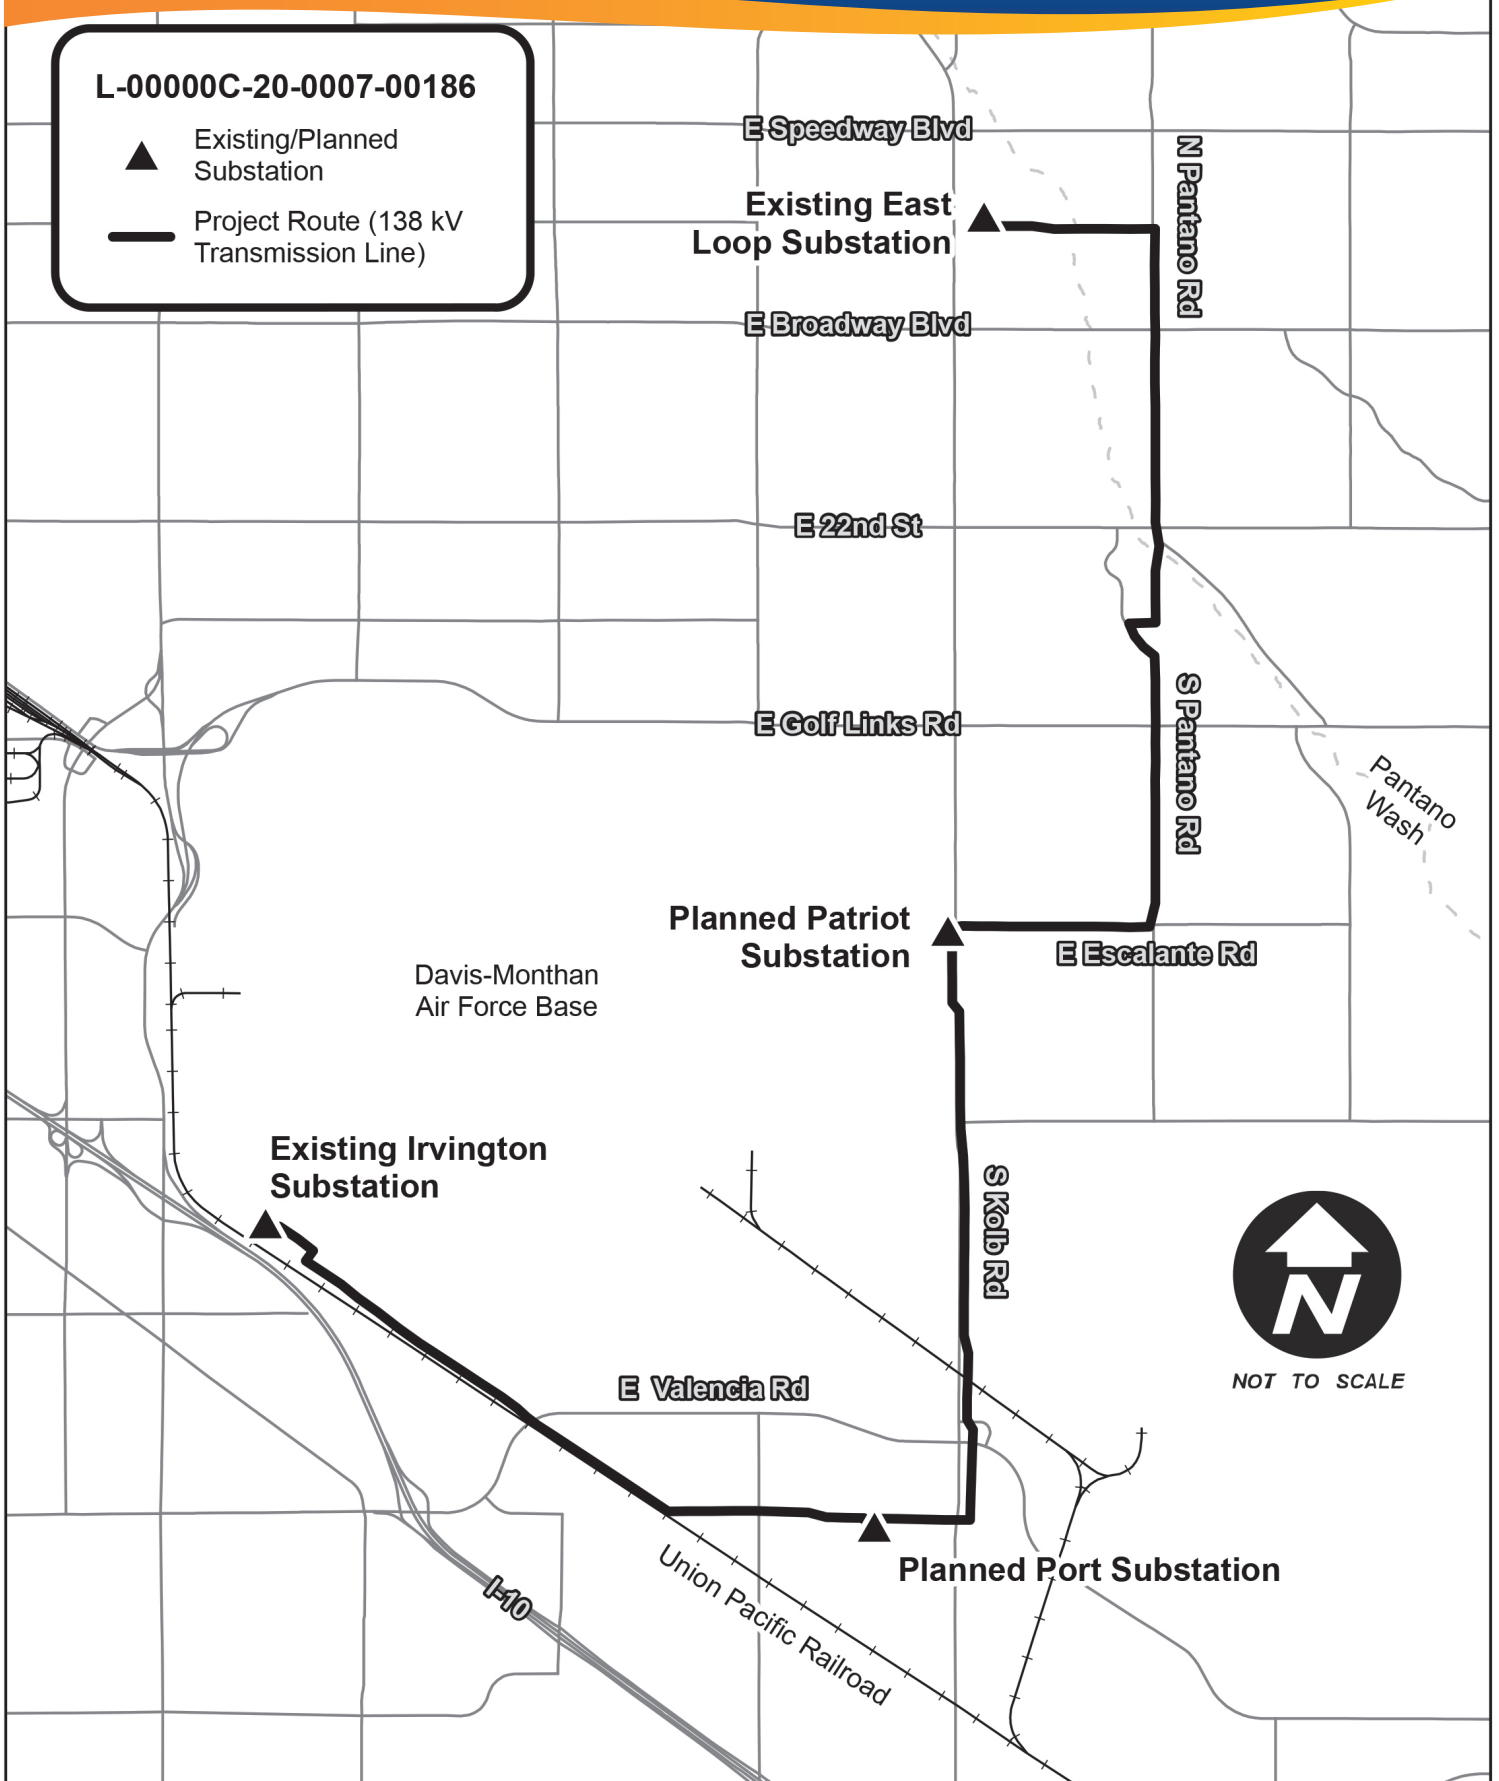 L-00000C-20-0007-00186
Existing/Planned
Substation
Project Route (138 kV
Transmission Line)
E Speedway Blvd
N Pantano Rd
Existing East
Loop Substation
E Broadway Blvd
E 22nd St
S Pantano Rd
E Golf Links Rd
Pantano
Wash
Planned Patriot
Substation
E Escalante Rd
Davis-Monthan
Air Force Base
Existing Irvington
Substation
S Kolb Rd
N
NOT TO SCALE
E Valencia Rd
Planned Port Substation
Union Pacific Railroad
I-10